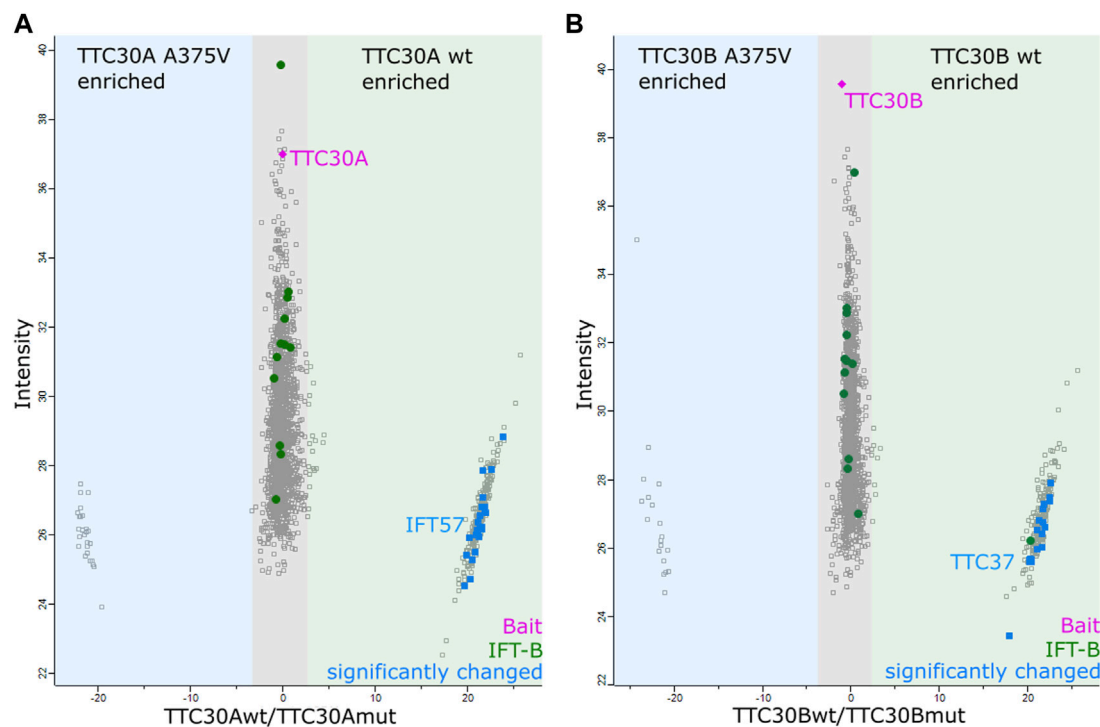 A
TTC30A A375V
enriched
TTC30A wt
enriched
TTC30A
IFT57
Bait
IFT-B
significantly changed
Intensity
40
38
36
34
32
30
28
26
24
22
-20
-10
0
10
20
TTC30Awt/TTC30Amut
B
TTC30B A375V
enriched
TTC30B wt
enriched
TTC30B
TTC37
Bait
IFT-B
significantly changed
Intensity
40
38
36
34
32
30
28
26
24
22
-20
-10
0
10
20
TTC30Bwt/TTC30Bmut